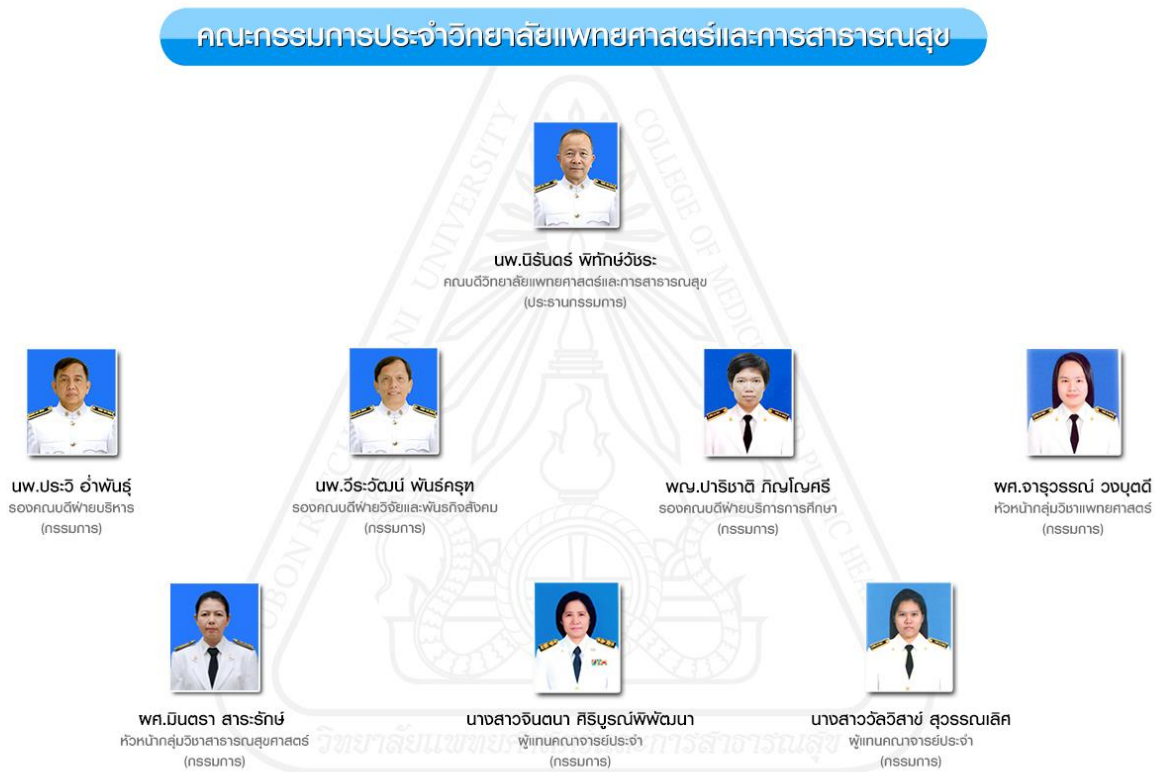 คณะกรรมการประจำวิทยาลัยแพทยศาสตร์และการสาธารณสุข
นพ.นิรันดร์ พิทักษ์วัชระ
คณบดีวิทยาลัยแพทยศาสตร์และการสาธารณสุข
(ประธานกรรมการ)
นพ.ประวิ อ่ำพันธุ์
รองคณบดีฝ่ายบริหาร
(กรรมการ)
นพ.วีระวัฒน์ พันธ์ครุฑ
รองคณบดีฝ่ายวิจัยและพันธกิจสังคม
(กรรมการ)
พญ.ปาริชาติ ภิญโญศรี
รองคณบดีฝ่ายบริการการศึกษา
(กรรมการ)
ผศ.จารุวรรณ์ วงบุตดี
หัวหน้ากลุ่มวิชาแพทยศาสตร์
(กรรมการ)
ผศ.มินตรา สาระรักษ์
หัวหน้ากลุ่มวิชาสาธารณสุขศาสตร์
(กรรมการ)
นางสาวจินตนา ศิริบูรณ์พิพัฒนา
ผู้แทนคณาจารย์ประจำ
(กรรมการ)
นางสาววัลวิสาข์ สุวรรณเลิศ
ผู้แทนคณาจารย์ประจำ
(กรรมการ)